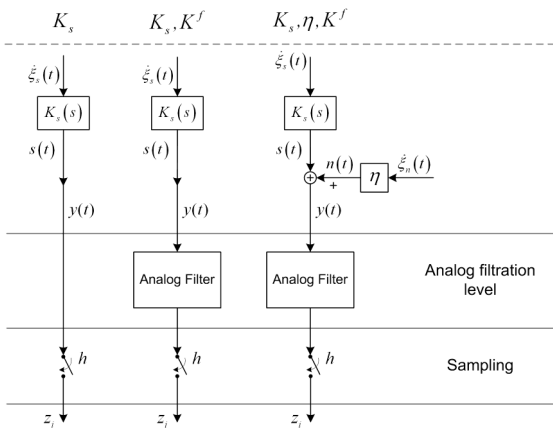 K_s K_s, K^f K_s, η, K^f
ξ̇_s(t) ξ̇_s(t) ξ̇_s(t)
K_s(s) K_s(s) K_s(s)
s(t) s(t) s(t) n(t) η ξ̇_n(t)
+
y(t) y(t) y(t)
Analog Filter Analog Filter Analog filtration
level
h h h Sampling
z_i z_i z_i